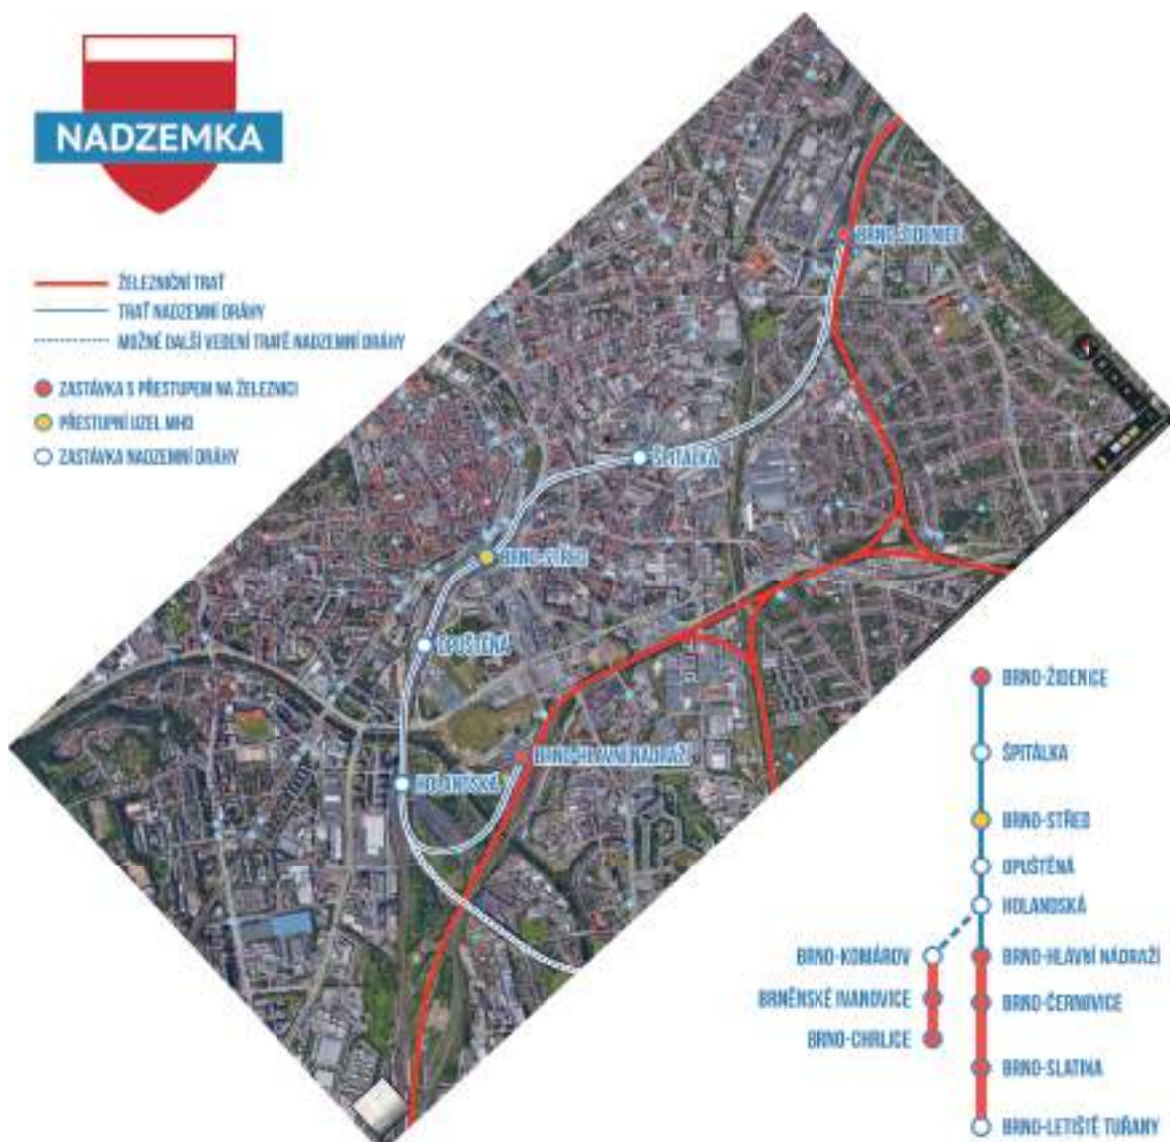 NADZEMKA
ŽELEZNIČNÍ TRAŤ
TRAŤ NADZEMNÍ DRÁHY
MOŽNÉ DALŠÍ VEDENÍ TRATĚ NADZEMNÍ DRÁHY
ZASTÁVKA S PŘESTUPEM NA ŽELEZNICI
PŘESTUPNÍ UZEL MHD
ZASTÁVKA NADZEMNÍ DRÁHY
BRNO-ŽIDENICE
ŠPITÁLKA
BRNO-STŘED
OPUŠTĚNÁ
BRNO-HLAVNÍ NÁDRAŽÍ
HOLANDSKÁ
BRNO-ŽIDENICE
ŠPITÁLKA
BRNO-STŘED
OPUŠTĚNÁ
HOLANDSKÁ
BRNO-KOMÁROV
BRNO-HLAVNÍ NÁDRAŽÍ
BRNĚNSKÉ IVANOVICE
BRNO-ČERNOVICE
BRNO-CHRLICE
BRNO-SLATINA
BRNO-LETIŠTĚ TUŘANY